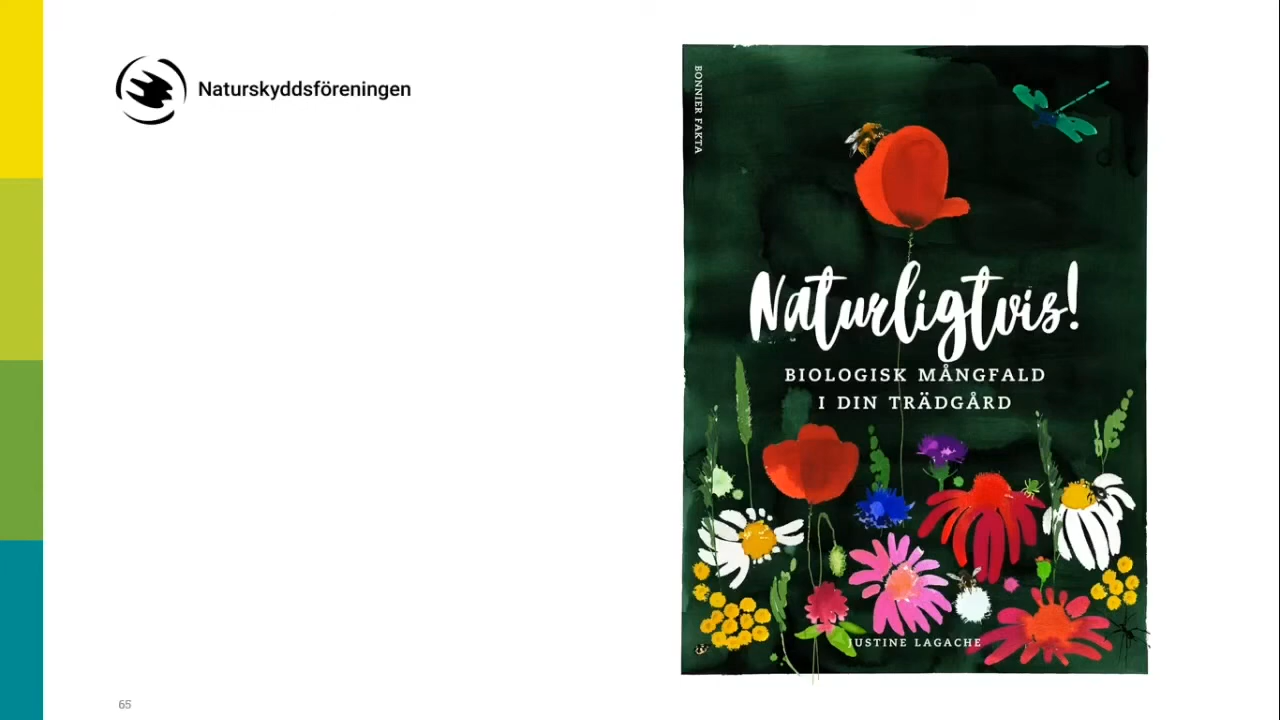 Naturskyddsföreningen
BONNIER FAKTA
Naturligtvis!
BIOLOGISK MÅNGFALD
I DIN TRÄDGÅRD
JUSTINE LAGACHE
65